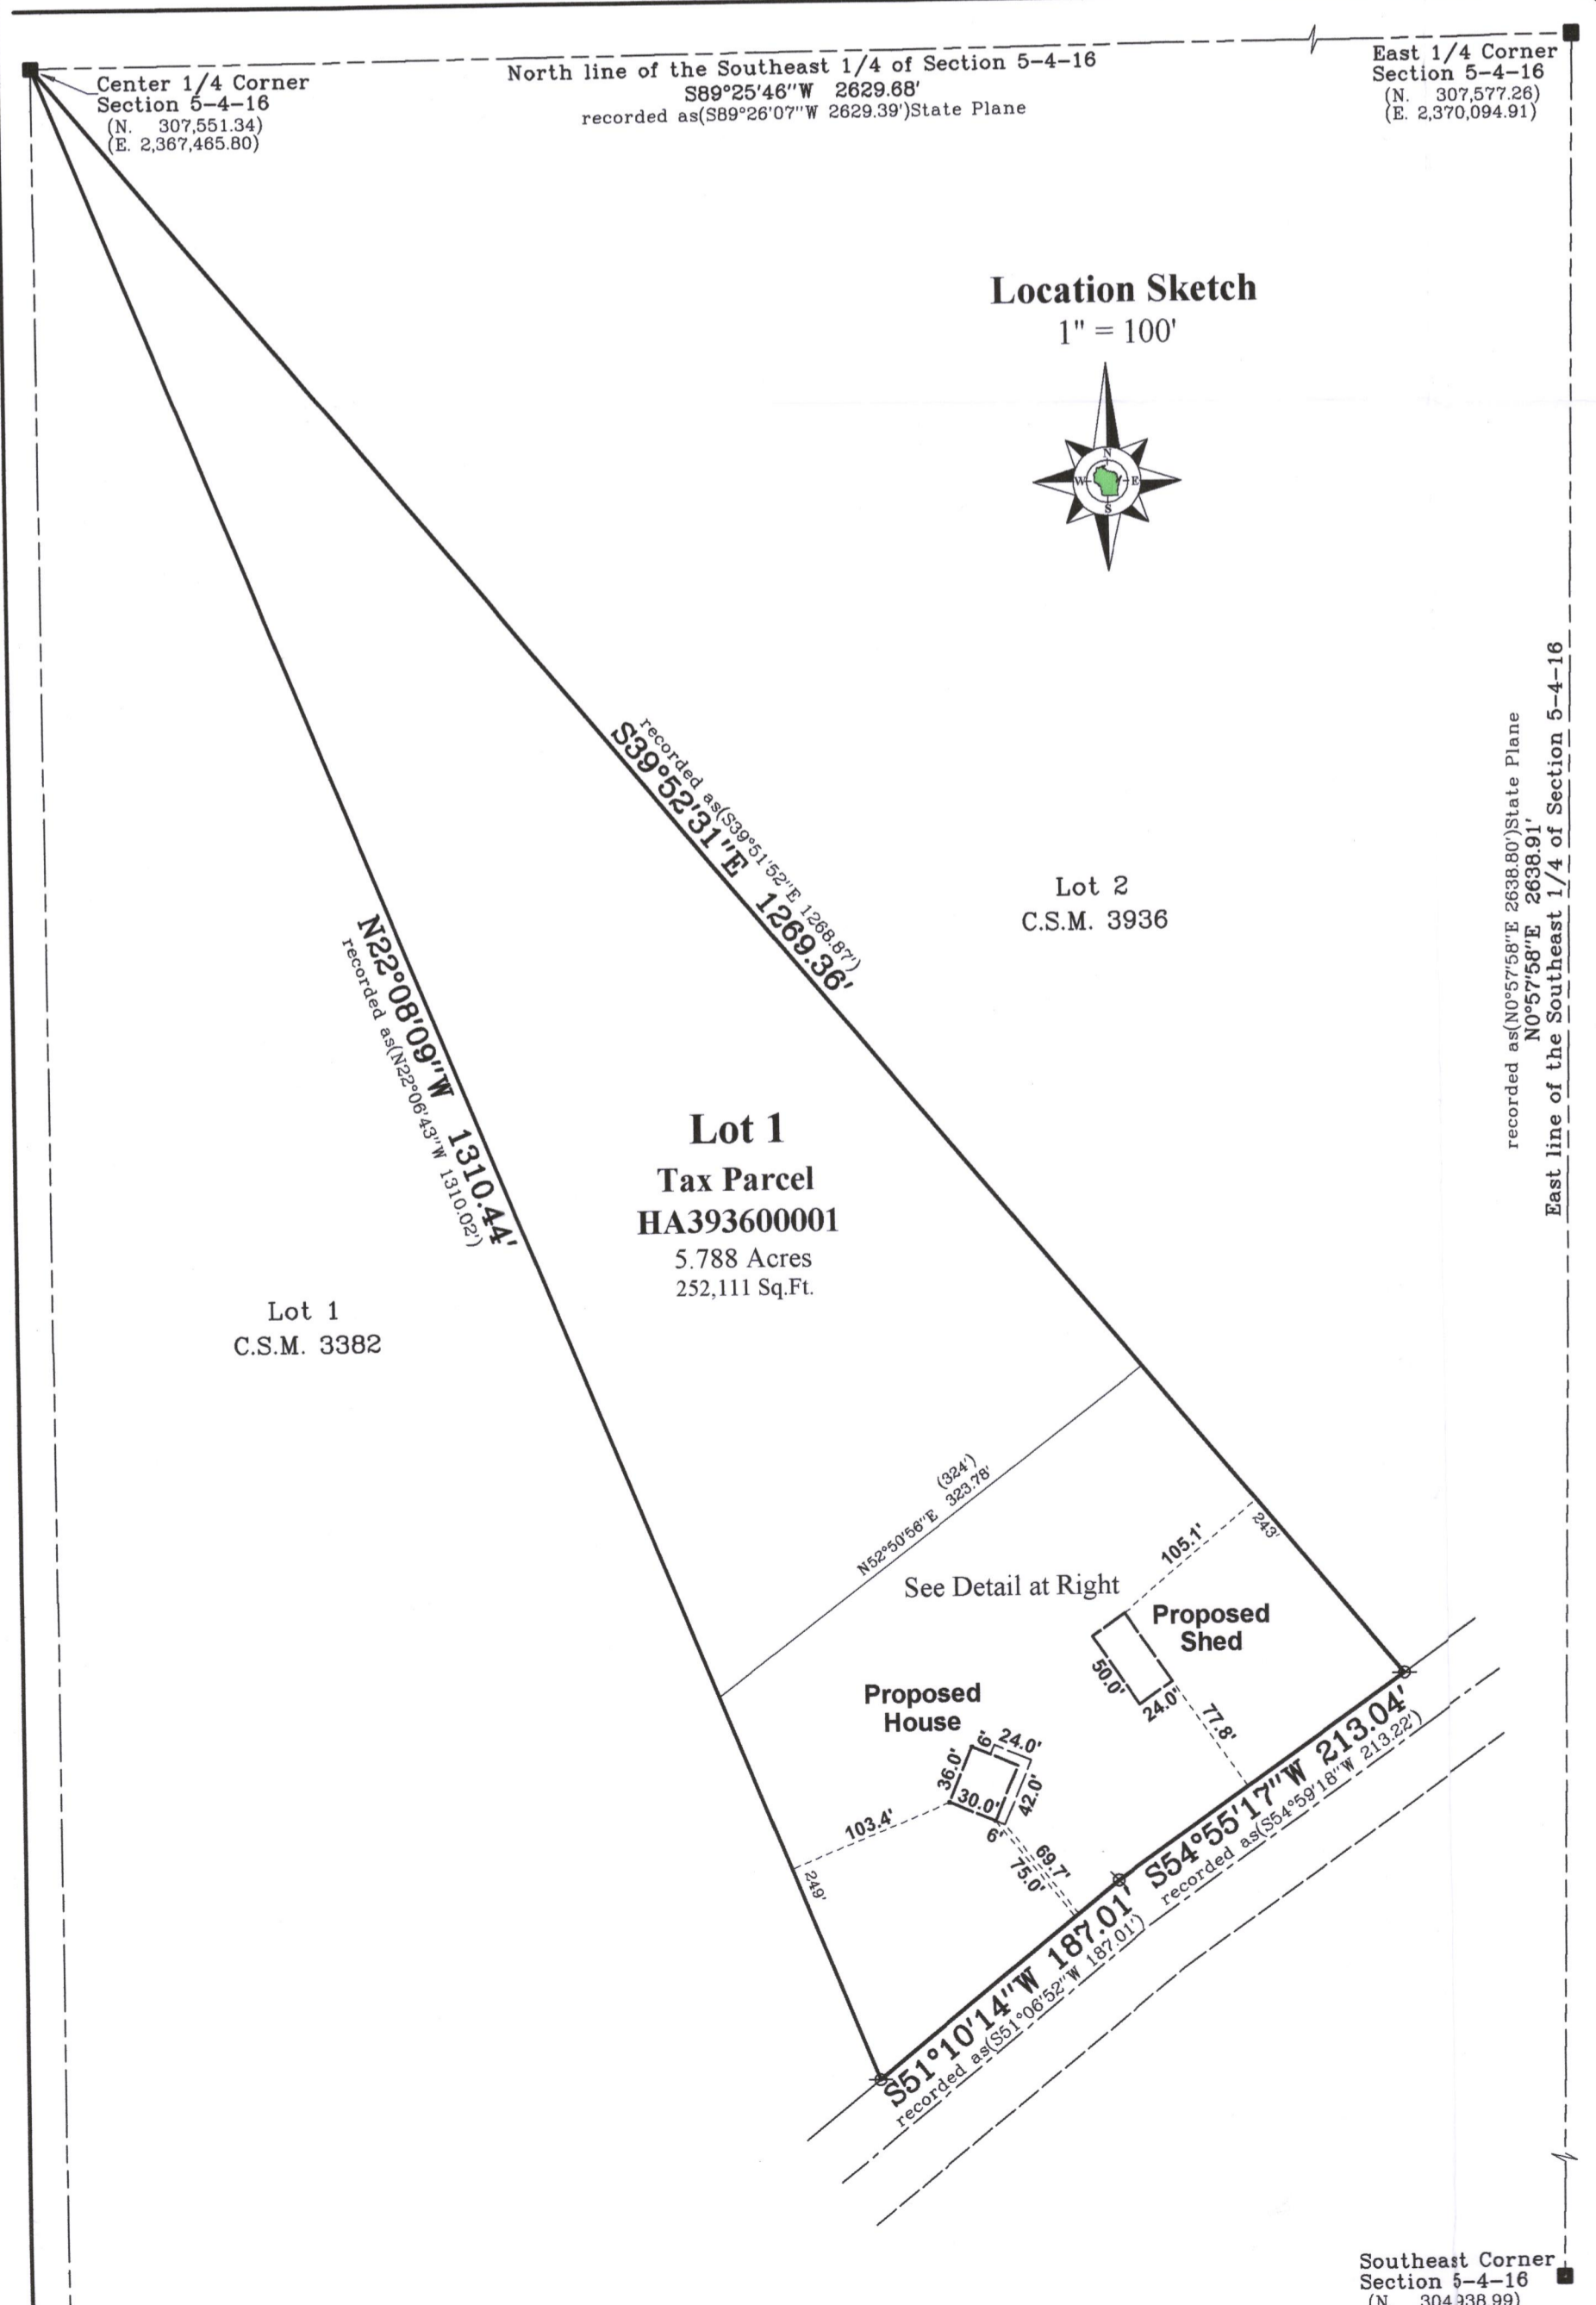 Center 1/4 Corner
Section 5-4-16
(N. 307,551.34)
(E. 2,367,465.80)
North line of the Southeast 1/4 of Section 5-4-16
S89°25'46"W 2629.68'
recorded as(S89°26'07"W 2629.39')State Plane
East 1/4 Corner
Section 5-4-16
(N. 307,577.26)
(E. 2,370,094.91)
Location Sketch
1" = 100'
N
W
E
S
recorded as(S39°51'52"E 1268.87')
S39°52'31"E 1269.36'
Lot 2
C.S.M. 3936
recorded as(N0°57'58"E 2638.80')State Plane
N0°57'58"E 2638.91'
East line of the Southeast 1/4 of Section 5-4-16
N22°08'09"W 1310.44'
recorded as(N22°06'43"W 1310.02')
Lot 1
Tax Parcel
HA393600001
5.788 Acres
252,111 Sq.Ft.
Lot 1
C.S.M. 3382
(324')
N52°50'56"E 323.78'
See Detail at Right
105.1'
243'
Proposed
Shed
50.0'
24.0'
77.8'
Proposed
House
6'
24.0'
36.0'
30.0'
42.0'
6'
103.4'
249'
69.7'
75.0'
S54°55'17"W 213.04'
recorded as(S54°59'18"W 213.22')
S51°10'14"W 187.01'
recorded as(S51°06'52"W 187.01')
Southeast Corner
Section 5-4-16
(N. 304,938.99)